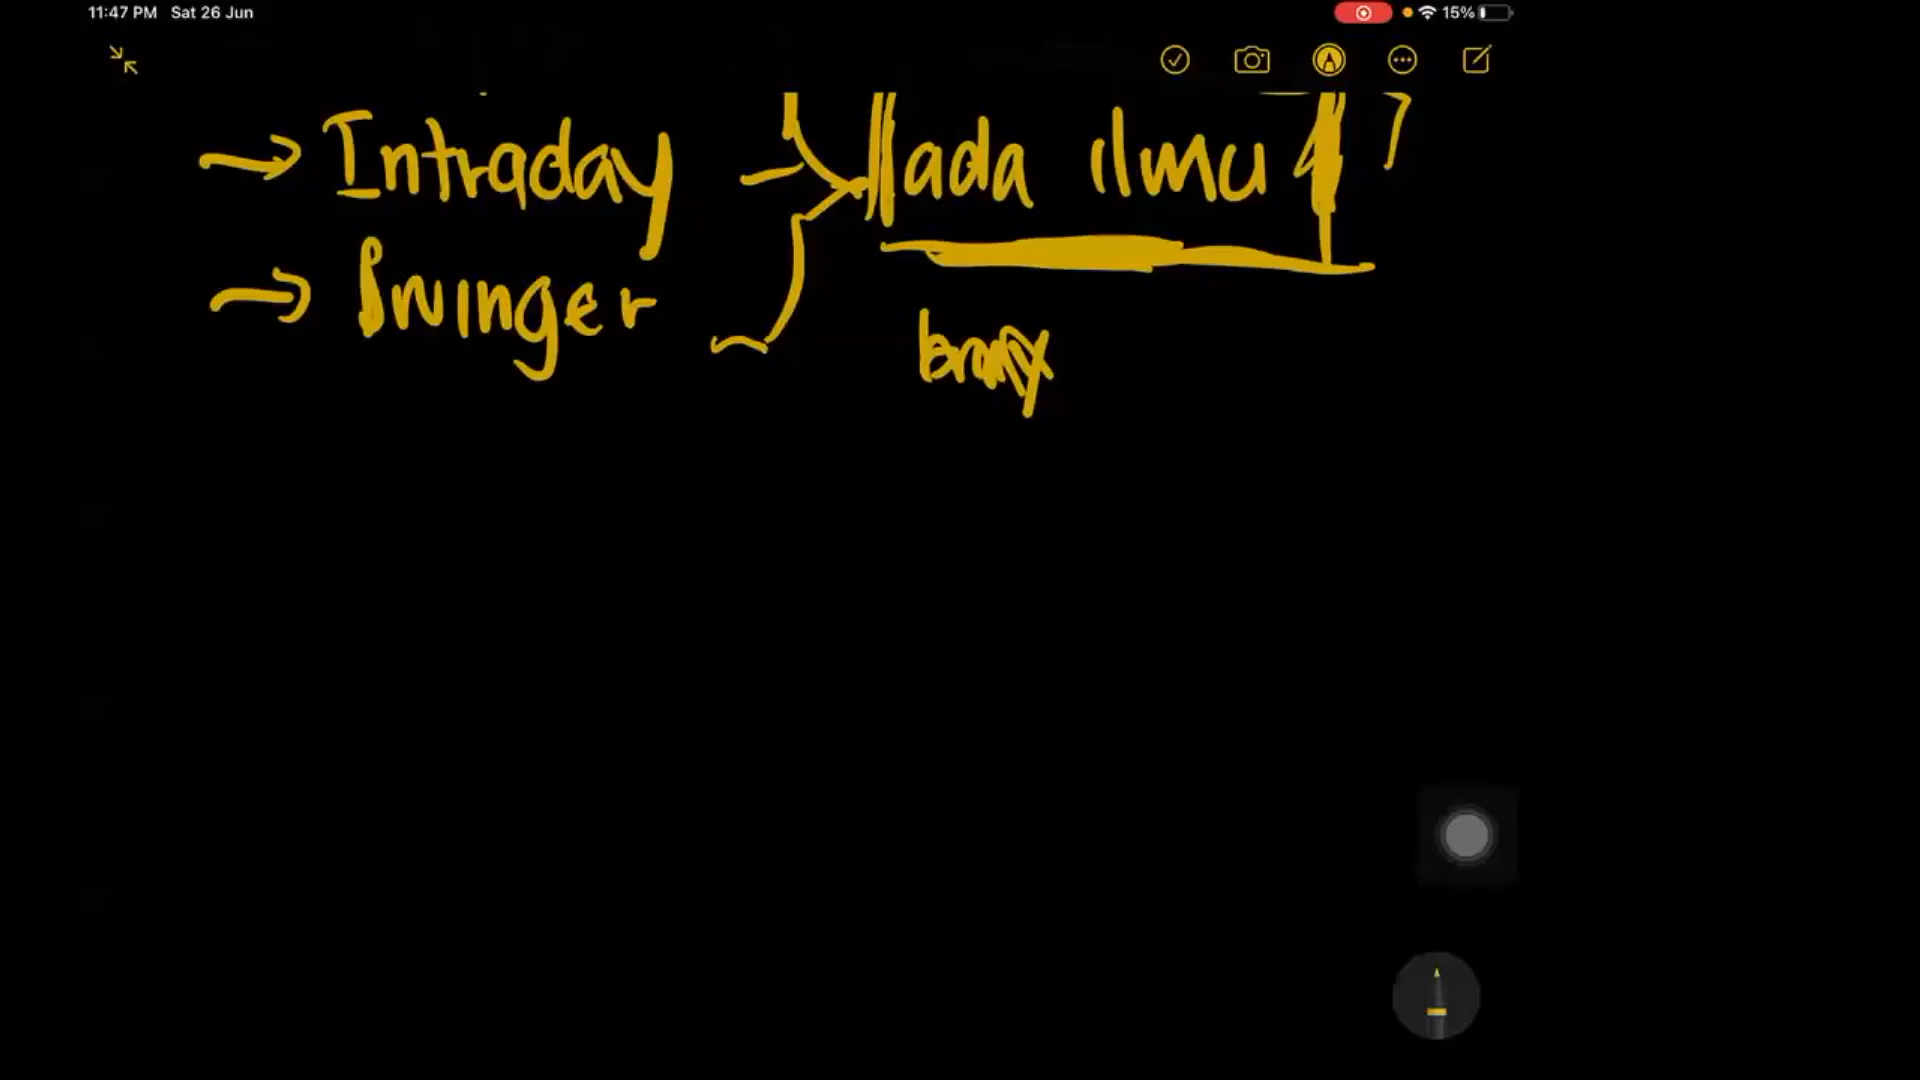 11:47 PM Sat 26 Jun 15%
→ Intraday ada ilmu
→ Swinger